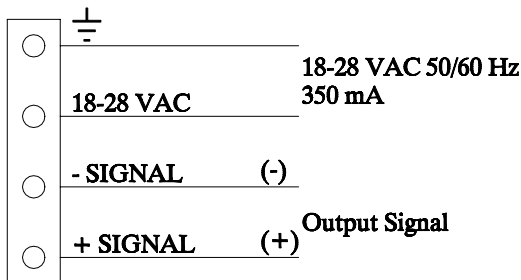 18-28 VAC 50/60 Hz
350 mA
18-28 VAC
- SIGNAL (-)
Output Signal
+ SIGNAL (+)